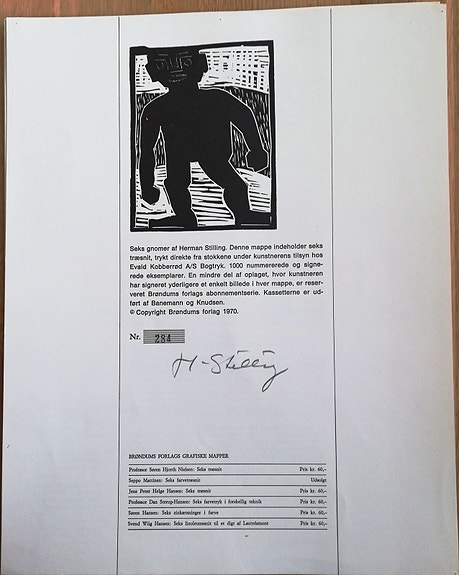 Seks gnomer af Herman Stilling. Denne mappe indeholder seks
træsnit, trykt direkte fra stokkene under kunstnerens tilsyn hos
Evald Kobberrød A/S Bogtryk. 1000 nummererede og signe-
rede eksemplarer. En mindre del af oplaget, hvor kunstneren
har signeret yderligere et enkelt billede i hver mappe, er reser-
veret Brøndums forlags abonnementserie. Kassetterne er ud-
ført af Banemann og Knudsen.
© Copyright Brøndums forlag 1970.
Nr. 284
H-Stilling
BRØNDUMS FORLAGS GRAFISKE MAPPER
Professor Søren Hjorth Nielsen: Seks træsnit Pris kr. 60,-
Seppo Mattinen: Seks farvetræsnit Udsolgt
Jens Peter Helge Hansen: Seks træsnit Pris kr. 60,-
Professor Dan Sterup-Hansen: Seks farvetryk i forskellig teknik Pris kr. 60,-
Søren Hansen: Seks zinkætsninger i farve Pris kr. 60,-
Svend Wiig Hansen: Seks linoleumssnit til et digt af Lautréamont Pris kr. 60,-